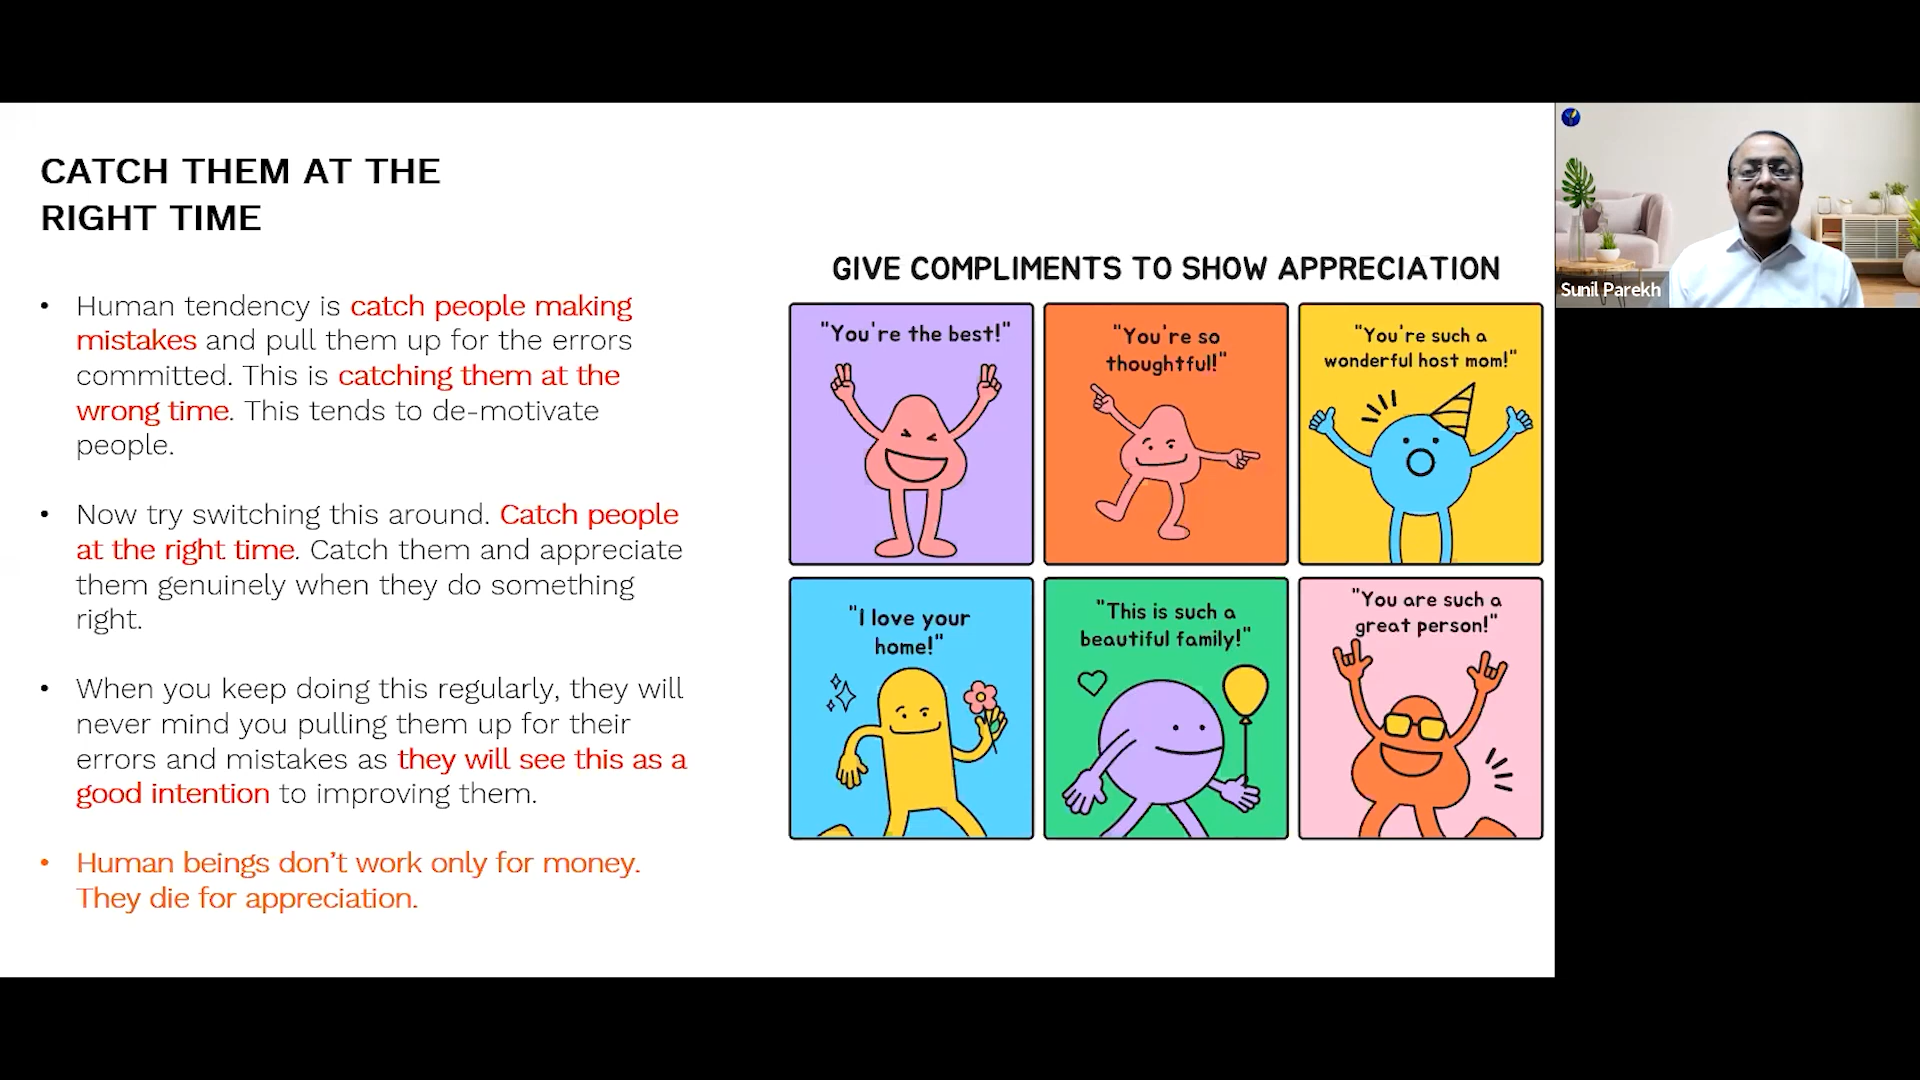 CATCH THEM AT THE
RIGHT TIME
• Human tendency is catch people making
mistakes and pull them up for the errors
committed. This is catching them at the
wrong time. This tends to de-motivate
people.
• Now try switching this around. Catch people
at the right time. Catch them and appreciate
them genuinely when they do something
right.
• When you keep doing this regularly, they will
never mind you pulling them up for their
errors and mistakes as they will see this as a
good intention to improving them.
• Human beings don't work only for money.
They die for appreciation.
GIVE COMPLIMENTS TO SHOW APPRECIATION
"You're the best!"
"You're so
thoughtful!"
"You're such a
wonderful host mom!"
"I love your
home!"
"This is such a
beautiful family!"
"You are such a
great person!"
Sunil Parekh